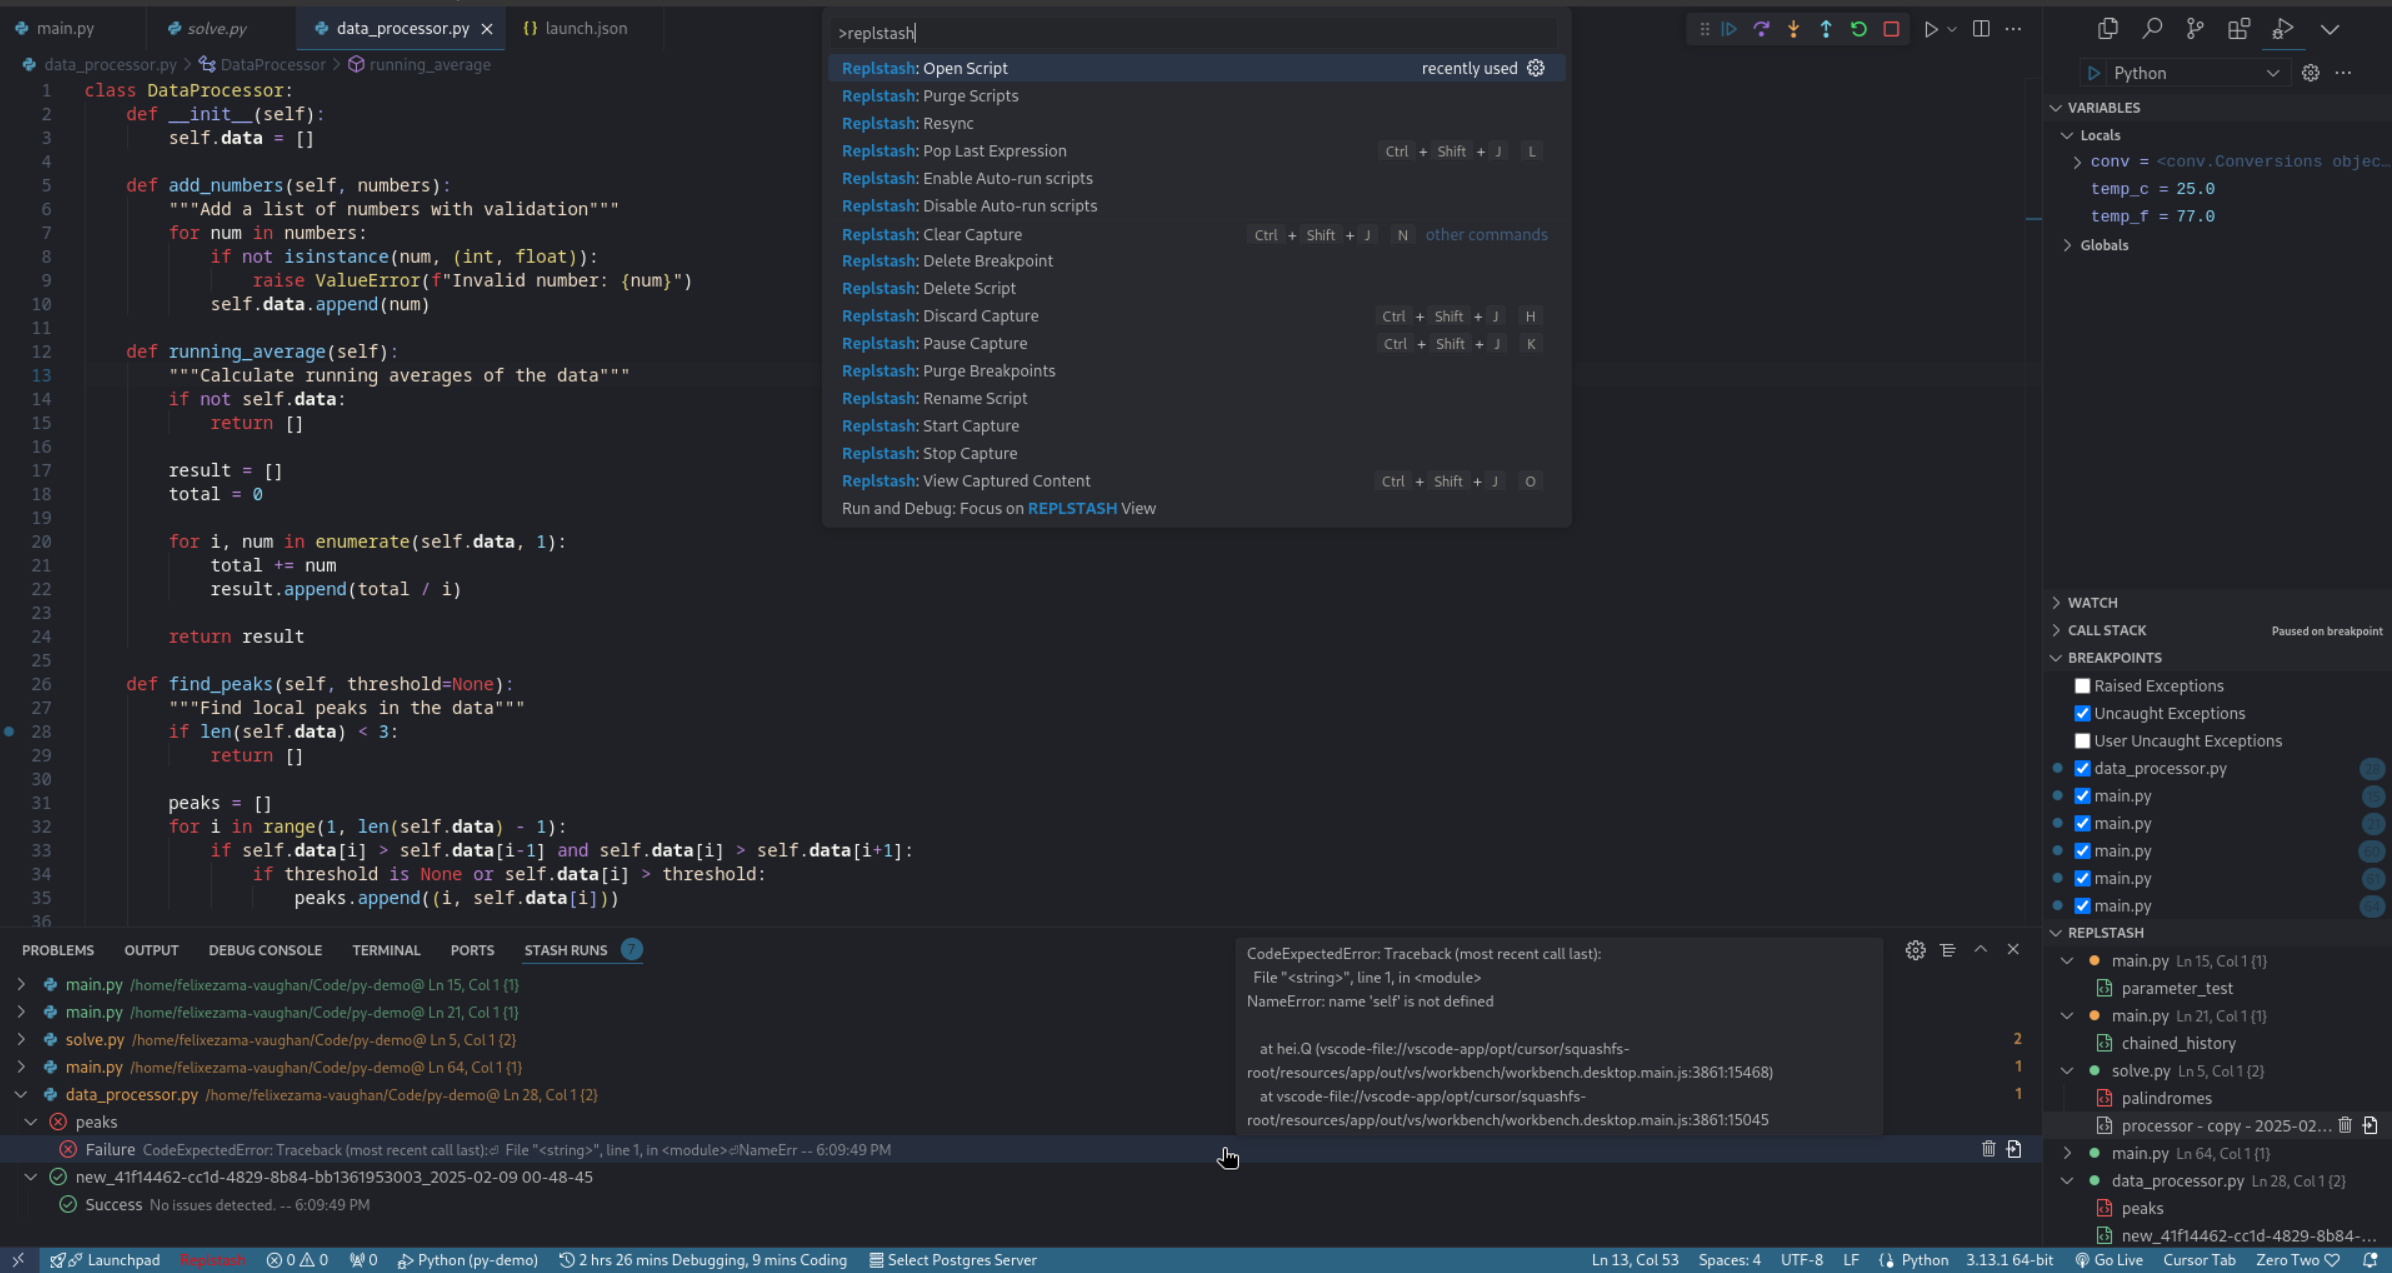 main.py
solve.py
data_processor.py
launch.json
data_processor.py > DataProcessor > running_average
1 class DataProcessor:
2 def __init__(self):
3 self.data = []
4
5 def add_numbers(self, numbers):
6 """Add a list of numbers with validation"""
7 for num in numbers:
8 if not isinstance(num, (int, float)):
9 raise ValueError(f"Invalid number: {num}")
10 self.data.append(num)
11
12 def running_average(self):
13 """Calculate running averages of the data"""
14 if not self.data:
15 return []
16
17 result = []
18 total = 0
19
20 for i, num in enumerate(self.data, 1):
21 total += num
22 result.append(total / i)
23
24 return result
25
26 def find_peaks(self, threshold=None):
27 """Find local peaks in the data"""
28 if len(self.data) < 3:
29 return []
30
31 peaks = []
32 for i in range(1, len(self.data) - 1):
33 if self.data[i] > self.data[i-1] and self.data[i] > self.data[i+1]:
34 if threshold is None or self.data[i] > threshold:
35 peaks.append((i, self.data[i]))
36
>replstash
Replstash: Open Script recently used
Replstash: Purge Scripts
Replstash: Resync
Replstash: Pop Last Expression Ctrl + Shift + J L
Replstash: Enable Auto-run scripts
Replstash: Disable Auto-run scripts
Replstash: Clear Capture Ctrl + Shift + J N other commands
Replstash: Delete Breakpoint
Replstash: Delete Script
Replstash: Discard Capture Ctrl + Shift + J H
Replstash: Pause Capture Ctrl + Shift + J K
Replstash: Purge Breakpoints
Replstash: Rename Script
Replstash: Start Capture
Replstash: Stop Capture
Replstash: View Captured Content Ctrl + Shift + J O
Run and Debug: Focus on REPLSTASH View
Python
VARIABLES
Locals
conv = <conv.Conversions objec...
temp_c = 25.0
temp_f = 77.0
Globals
WATCH
CALL STACK Paused on breakpoint
BREAKPOINTS
Raised Exceptions
Uncaught Exceptions
User Uncaught Exceptions
data_processor.py 28
main.py 15
main.py 21
main.py 60
main.py 61
main.py 64
REPLSTASH
main.py Ln 15, Col 1 {1}
parameter_test
main.py Ln 21, Col 1 {1}
chained_history
solve.py Ln 5, Col 1 {2}
palindromes
processor - copy - 2025-02...
main.py Ln 64, Col 1 {1}
data_processor.py Ln 28, Col 1 {2}
peaks
new_41f14462-cc1d-4829-8b84-...
PROBLEMS OUTPUT DEBUG CONSOLE TERMINAL PORTS STASH RUNS 7
main.py /home/felixezama-vaughan/Code/py-demo@ Ln 15, Col 1 {1}
main.py /home/felixezama-vaughan/Code/py-demo@ Ln 21, Col 1 {1}
solve.py /home/felixezama-vaughan/Code/py-demo@ Ln 5, Col 1 {2} 2
main.py /home/felixezama-vaughan/Code/py-demo@ Ln 64, Col 1 {1} 1
data_processor.py /home/felixezama-vaughan/Code/py-demo@ Ln 28, Col 1 {2} 1
peaks
Failure CodeExpectedError: Traceback (most recent call last):⏎ File "<string>", line 1, in <module>⏎NameErr -- 6:09:49 PM
new_41f14462-cc1d-4829-8b84-bb1361953003_2025-02-09 00-48-45
Success No issues detected. -- 6:09:49 PM
CodeExpectedError: Traceback (most recent call last):
File "<string>", line 1, in <module>
NameError: name 'self' is not defined
at hei.Q (vscode-file://vscode-app/opt/cursor/squashfs-
root/resources/app/out/vs/workbench/workbench.desktop.main.js:3861:15468)
at vscode-file://vscode-app/opt/cursor/squashfs-
root/resources/app/out/vs/workbench/workbench.desktop.main.js:3861:15045
Launchpad Replstash 0 0 0 Python (py-demo) 2 hrs 26 mins Debugging, 9 mins Coding Select Postgres Server Ln 13, Col 53 Spaces: 4 UTF-8 LF Python 3.13.1 64-bit Go Live Cursor Tab Zero Two ♡